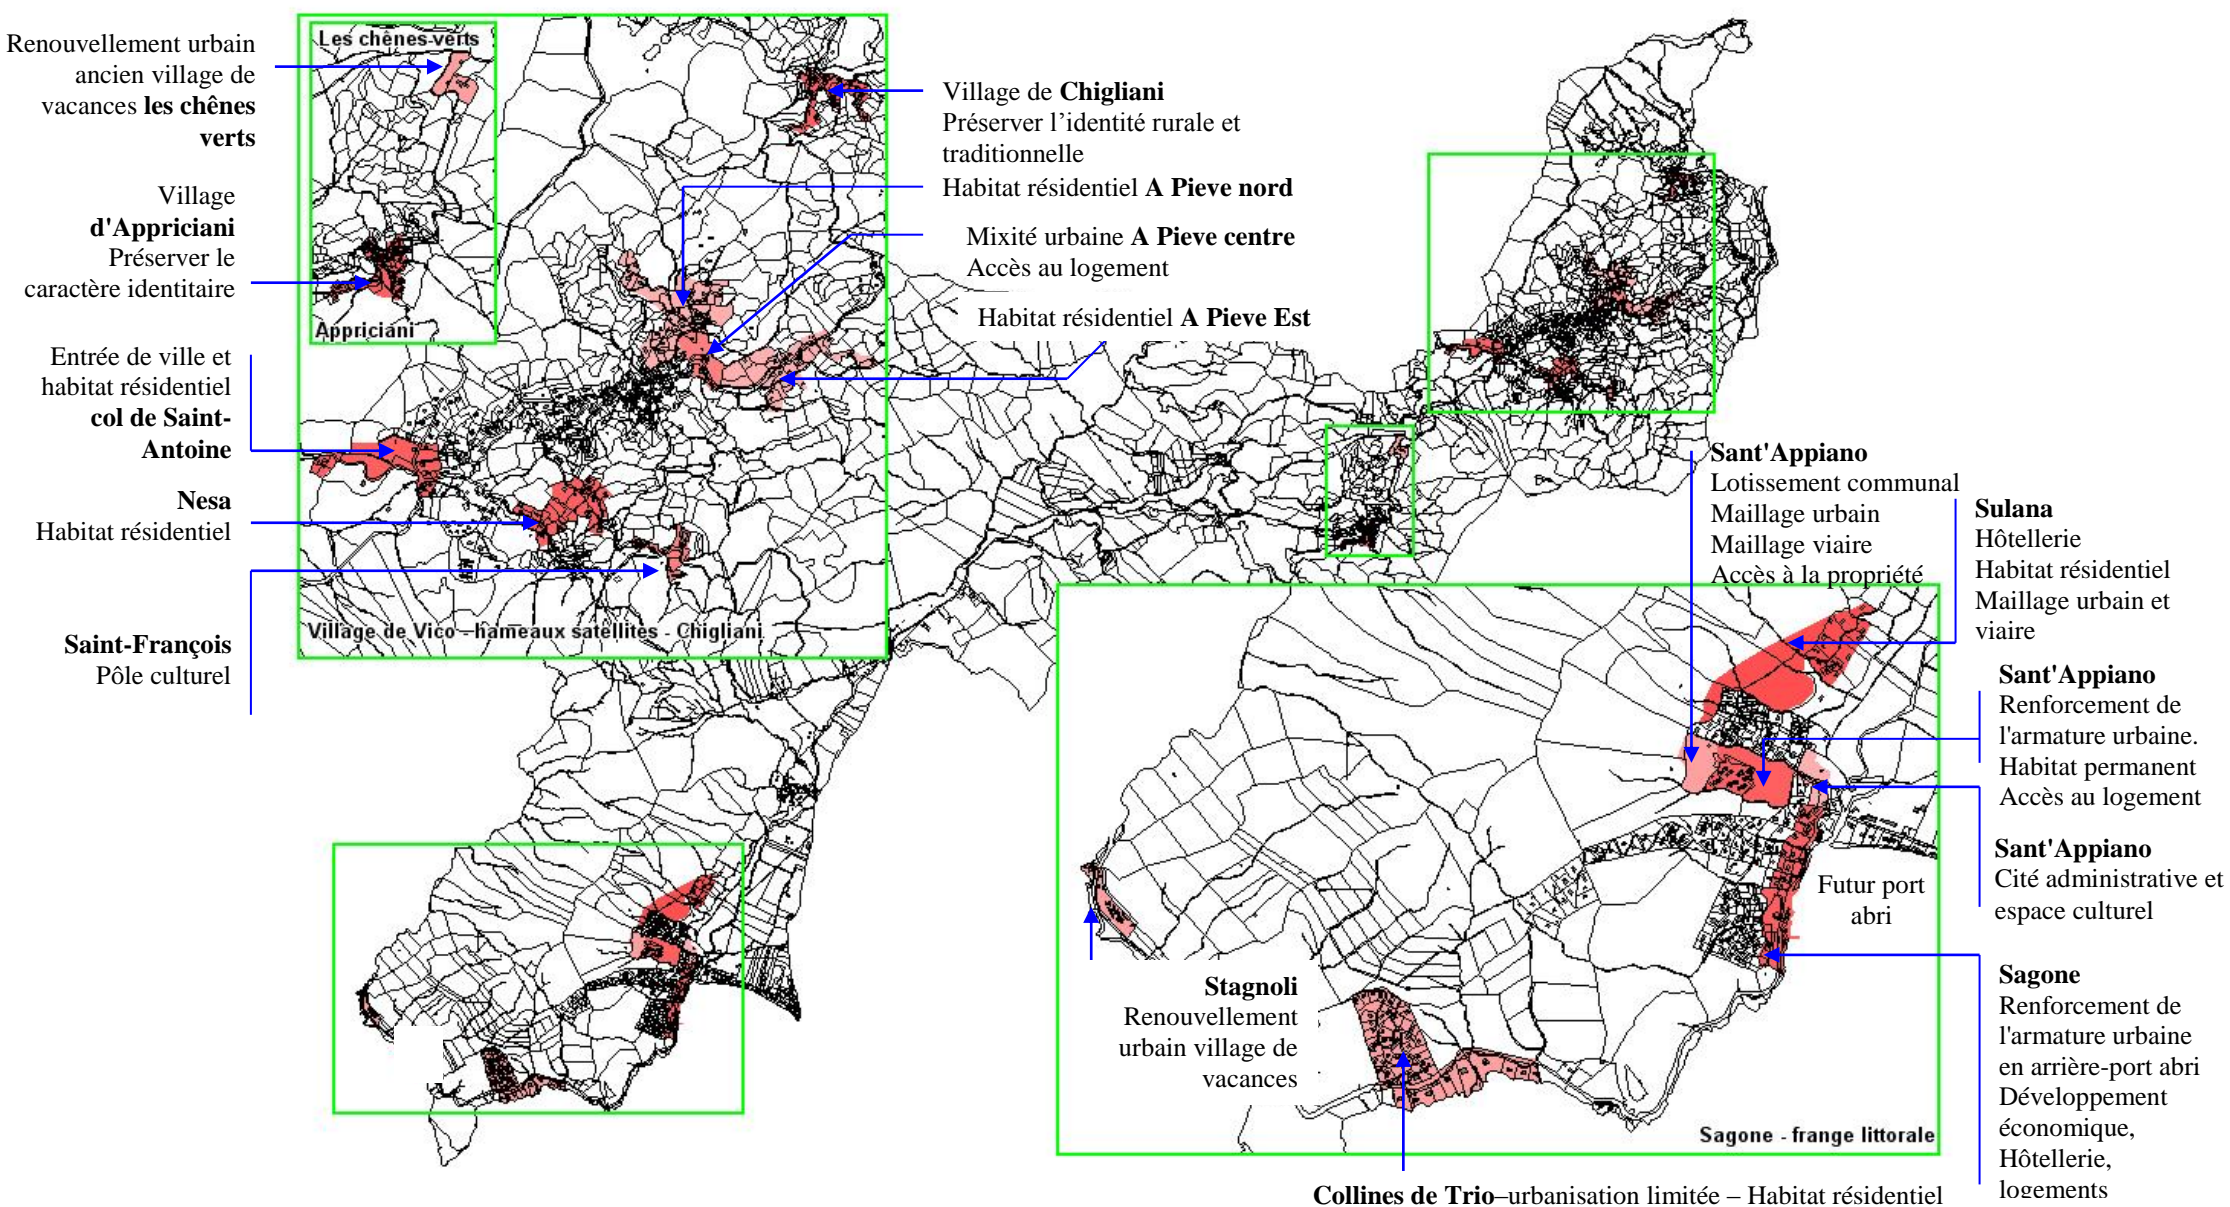 Renouvellement urbain
ancien village de
vacances les chênes
verts
Village
d'Appriciani
Préserver le
caractère identitaire
Entrée de ville et
habitat résidentiel
col de Saint-
Antoine
Nesa
Habitat résidentiel
Saint-François
Pôle culturel
Les chênes-verts
Appriciani
Village de Vico - hameaux satéllites - Chigliani
Village de Chigliani
Préserver l’identité rurale et
traditionnelle
Habitat résidentiel A Pieve nord
Mixité urbaine A Pieve centre
Accès au logement
Habitat résidentiel A Pieve Est
Sant'Appiano
Lotissement communal
Maillage urbain
Maillage viaire
Accès à la propriété
Sulana
Hôtellerie
Habitat résidentiel
Maillage urbain et
viaire
Sant'Appiano
Renforcement de
l'armature urbaine.
Habitat permanent
Accès au logement
Sant'Appiano
Cité administrative et
espace culturel
Futur port
abri
Sagone
Renforcement de
l'armature urbaine
en arrière-port abri
Développement
économique,
Hôtellerie,
logements
Stagnoli
Renouvellement
urbain village de
vacances
Sagone - frange littorale
Collines de Trio–urbanisation limitée – Habitat résidentiel